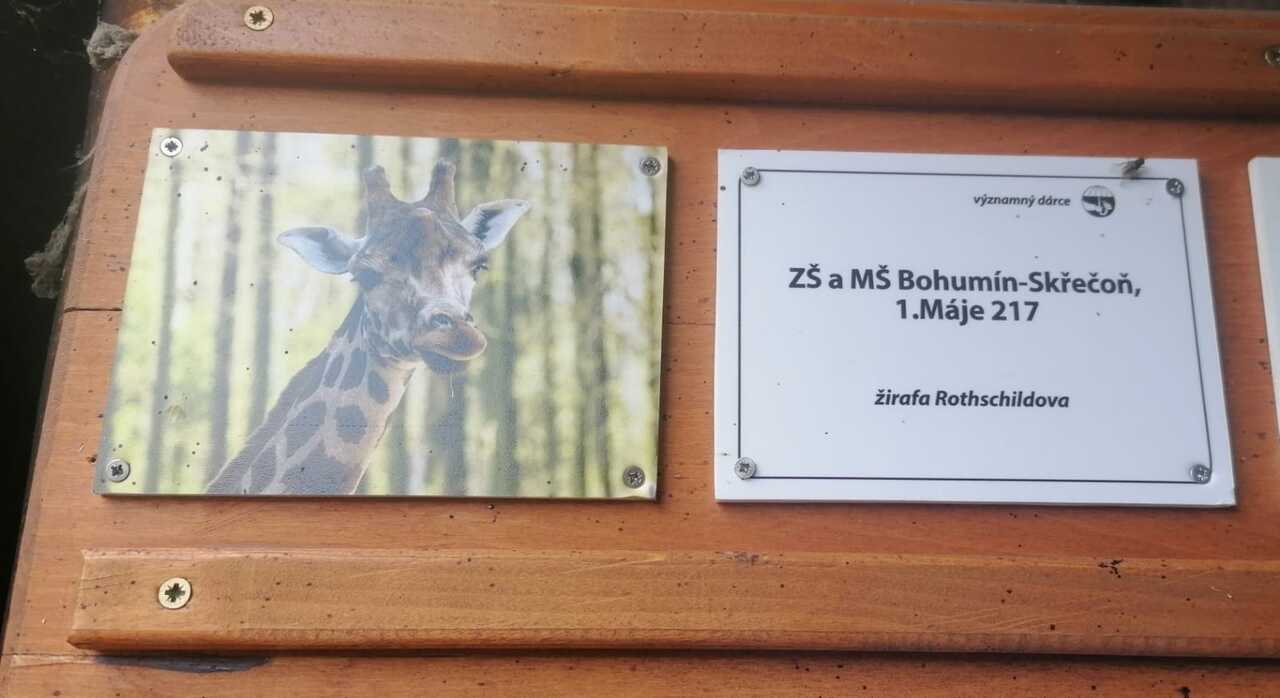 významný dárce
ZŠ a MŠ Bohumín-Skřečoň,
1.Máje 217
žirafa Rothschildova